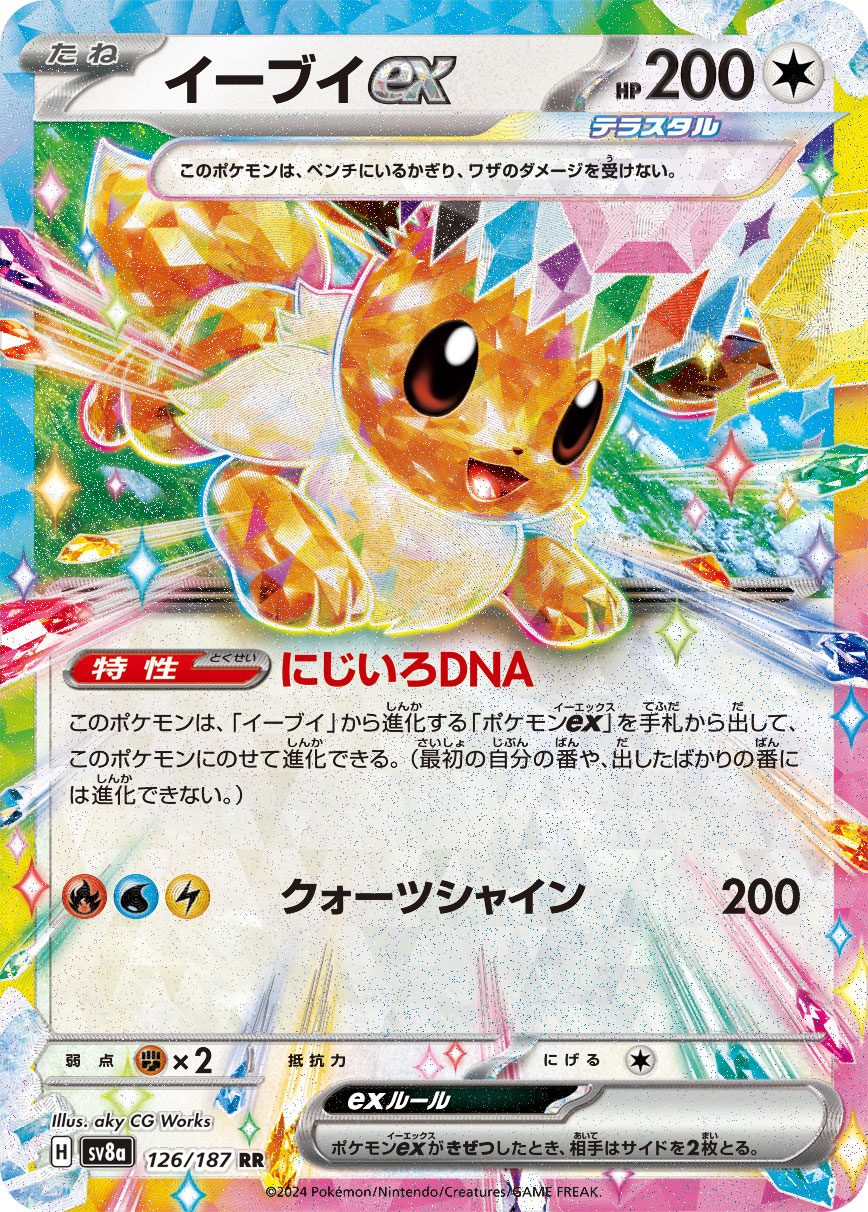 たね
イーブイex
HP200
テラスタル
このポケモンは、ベンチにいるかぎり、ワザのダメージを受けない。
特性
とくせい
にじいろDNA
このポケモンは、「イーブイ」から進化する「ポケモンex」を手札から出して、
このポケモンにのせて進化できる。（最初の自分の番や、出したばかりの番に
は進化できない。）
クォーツシャイン 200
弱点 ×2 抵抗力 にげる
exルール
ポケモンexがきぜつしたとき、相手はサイドを2枚とる。
Illus. aky CG Works
H sv8a 126/187 RR
©2024 Pokémon/Nintendo/Creatures/GAME FREAK.